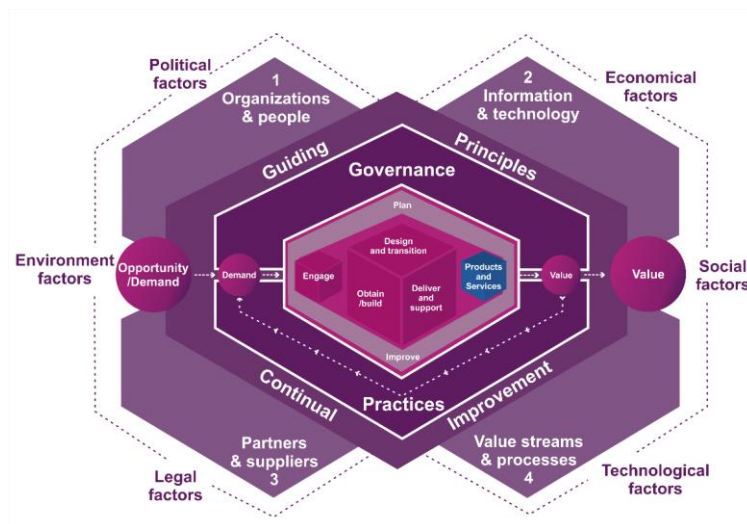 Political
factors
1
Organizations
& people
2
Information
& technology
Economical
factors
Guiding
Principles
Governance
Plan
Design
and transition
Environment
factors
Opportunity
/Demand
Demand
Engage
Obtain
/build
Deliver
and
support
Products
and
Services
Value
Value
Social
factors
Improve
Continual
Practices
Improvement
Partners
& suppliers
3
Value streams
& processes
4
Legal
factors
Technological
factors